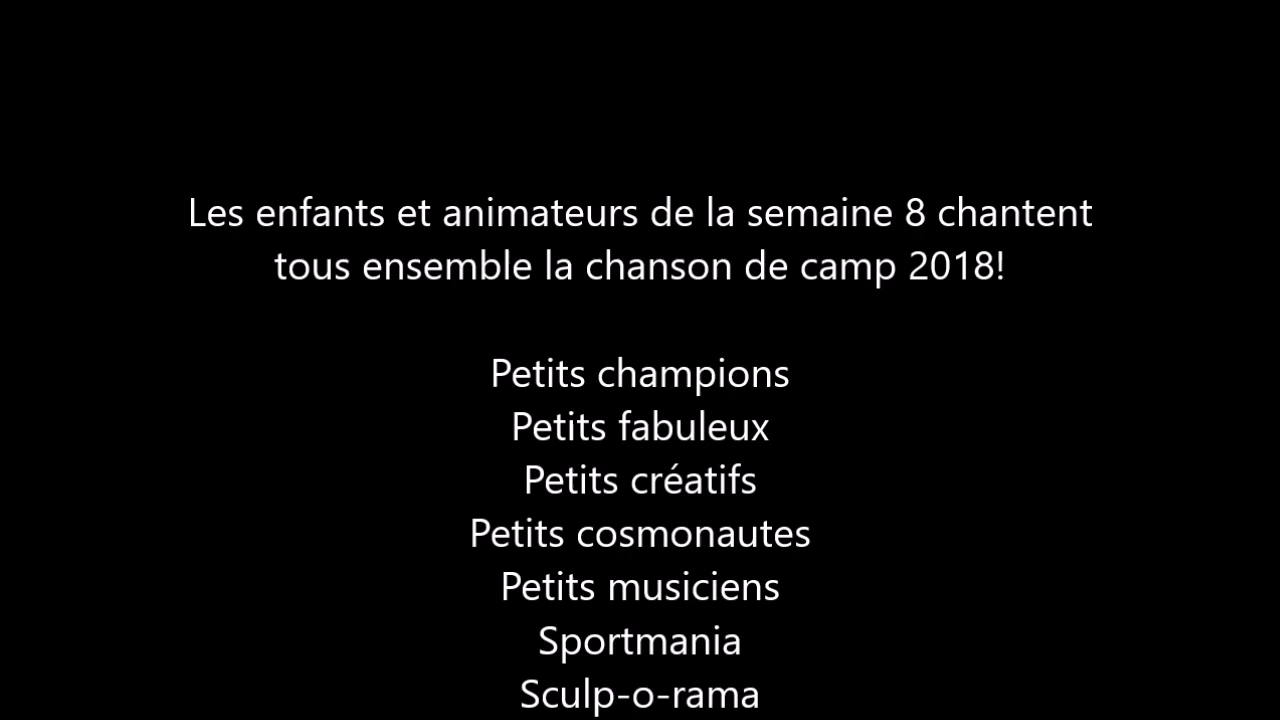 Les enfants et animateurs de la semaine 8 chantent
tous ensemble la chanson de camp 2018!
Petits champions
Petits fabuleux
Petits créatifs
Petits cosmonautes
Petits musiciens
Sportmania
Sculp-o-rama